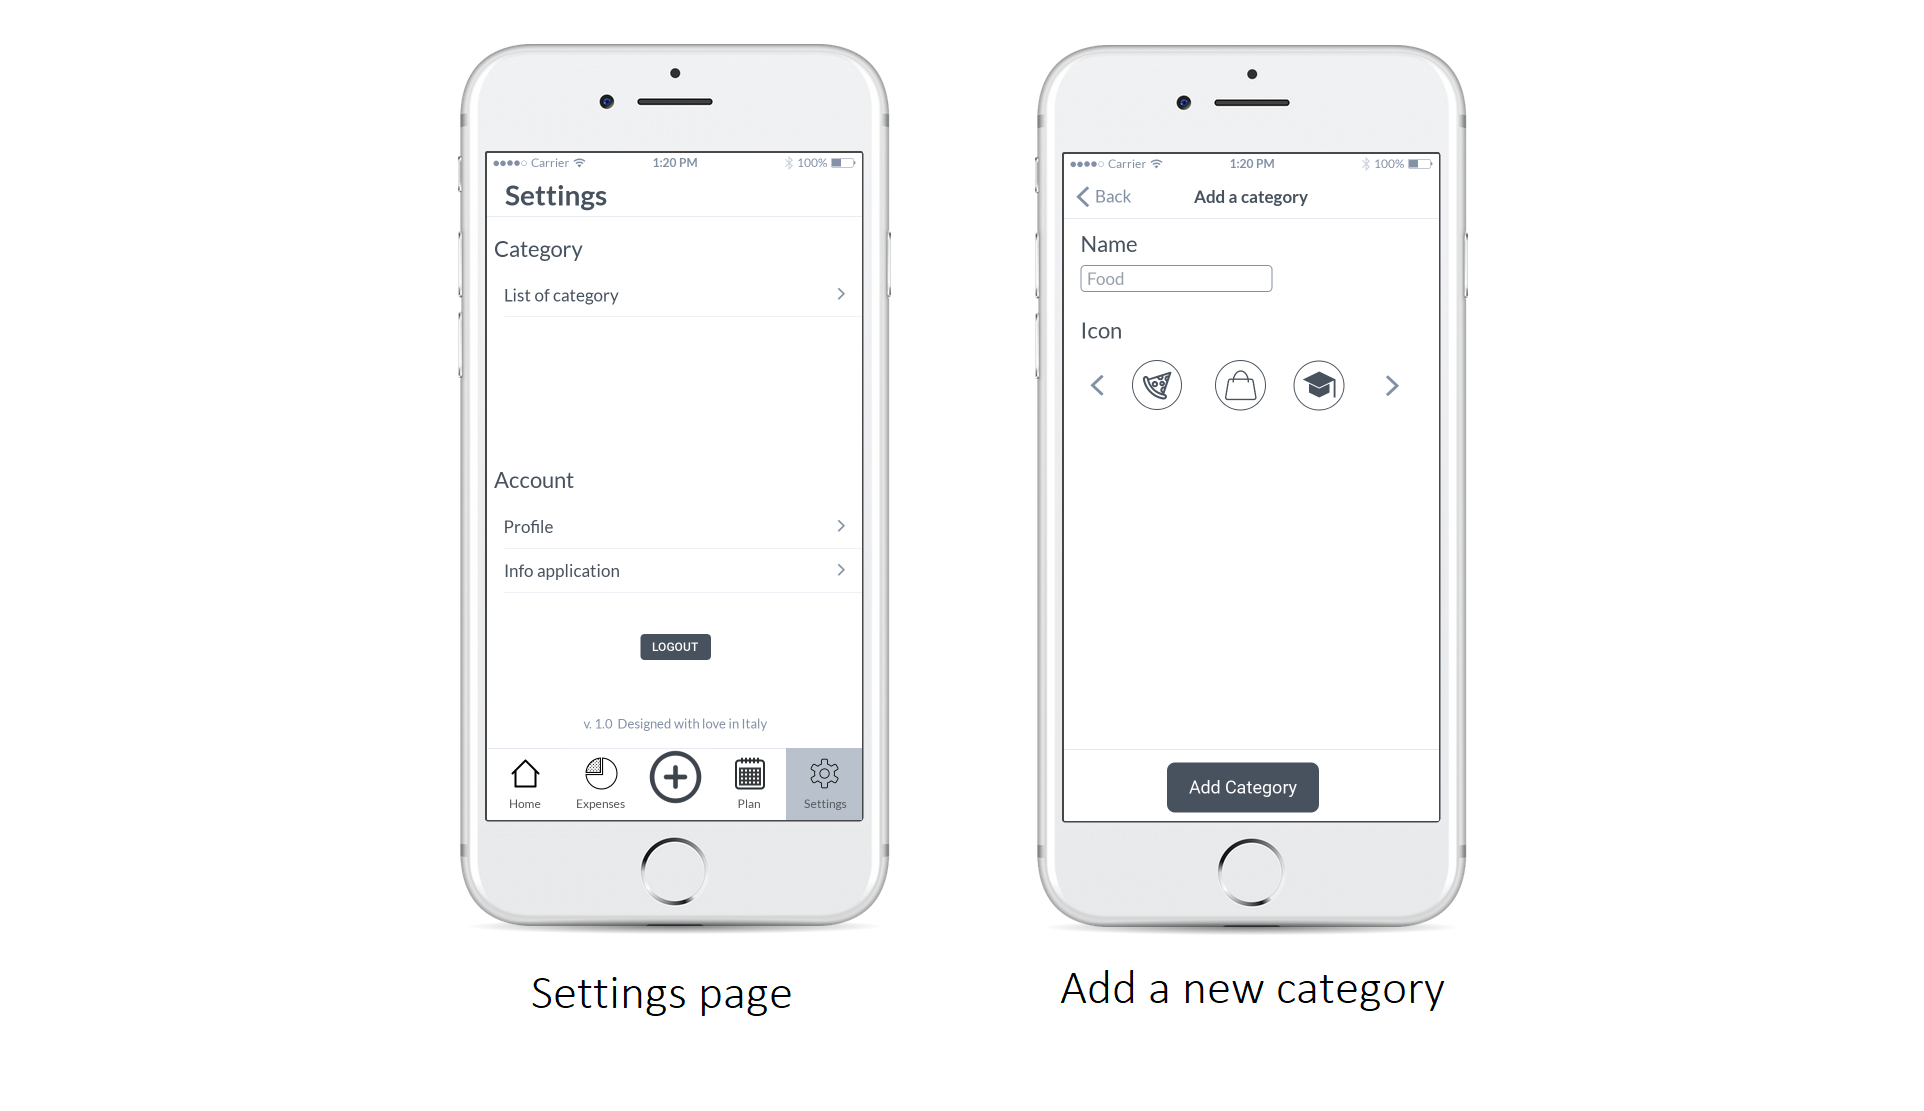 Carrier 1:20 PM 100%
Settings
Category
List of category
Account
Profile
Info application
LOGOUT
v. 1.0 Designed with love in Italy
Home Expenses Plan Settings
Settings page
Carrier 1:20 PM 100%
Back Add a category
Name
Food
Icon
Add Category
Add a new category